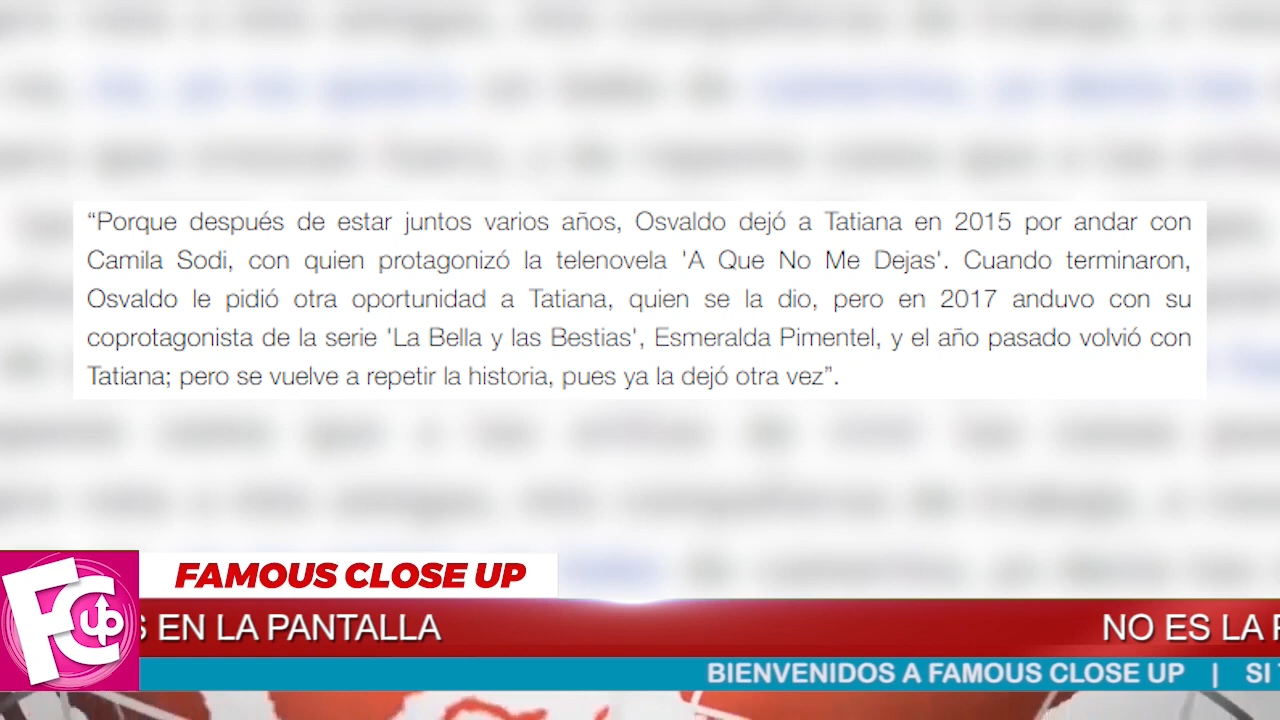 “Porque después de estar juntos varios años, Osvaldo dejó a Tatiana en 2015 por andar con
Camila Sodi, con quien protagonizó la telenovela 'A Que No Me Dejas'. Cuando terminaron,
Osvaldo le pidió otra oportunidad a Tatiana, quien se la dio, pero en 2017 anduvo con su
coprotagonista de la serie 'La Bella y las Bestias', Esmeralda Pimentel, y el año pasado volvió con
Tatiana; pero se vuelve a repetir la historia, pues ya la dejó otra vez”.
FC up
FAMOUS CLOSE UP
S EN LA PANTALLA NO ES LA
BIENVENIDOS A FAMOUS CLOSE UP | SI